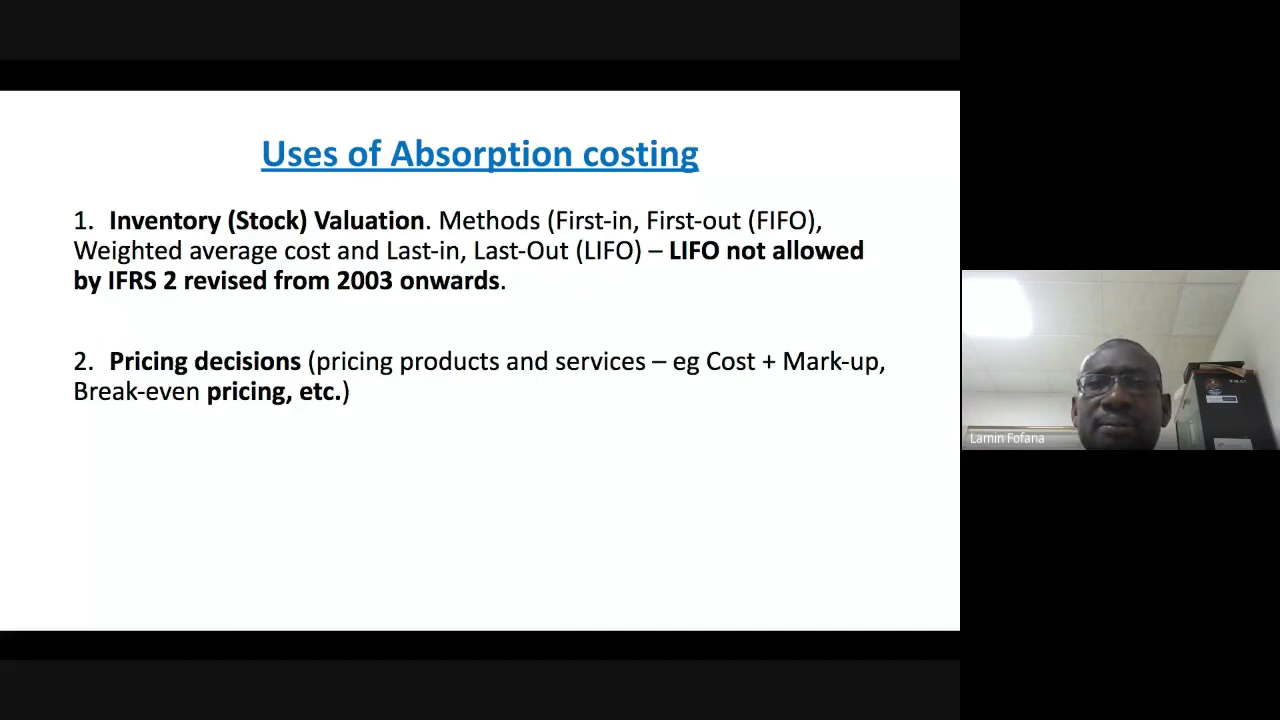 Uses of Absorption costing
1. Inventory (Stock) Valuation. Methods (First-in, First-out (FIFO),
Weighted average cost and Last-in, Last-Out (LIFO) – LIFO not allowed
by IFRS 2 revised from 2003 onwards.
2. Pricing decisions (pricing products and services – eg Cost + Mark-up,
Break-even pricing, etc.)
Lamin Fofana